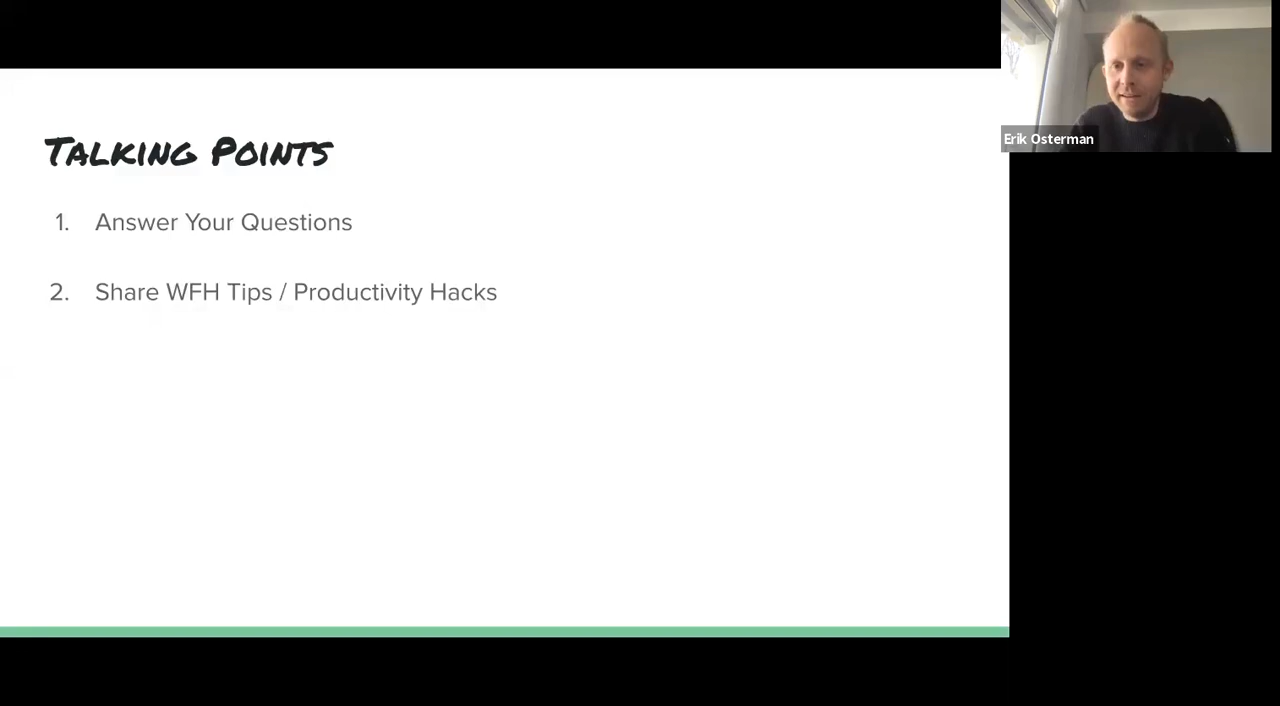 Talking Points
1. Answer Your Questions
2. Share WFH Tips / Productivity Hacks
Erik Osterman